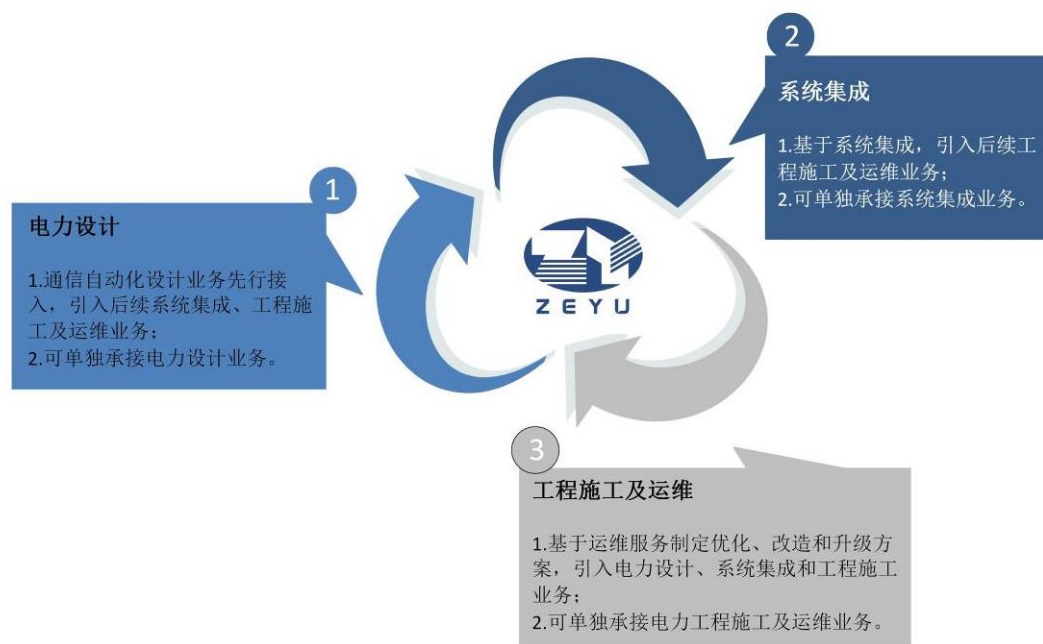 1
电力设计
1.通信自动化设计业务先行接
入，引入后续系统集成、工程施
工及运维业务；
2.可单独承接电力设计业务。
2
系统集成
1.基于系统集成，引入后续工
程施工及运维业务；
2.可单独承接系统集成业务。
ZEYU
3
工程施工及运维
1.基于运维服务制定优化、改造和升级方
案，引入电力设计、系统集成和工程施工
业务；
2.可单独承接电力工程施工及运维业务。